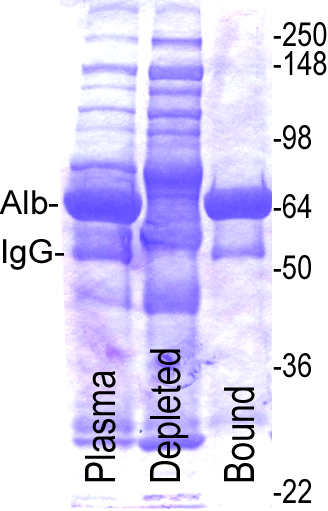 -250
-148
-98
Alb-
-64
IgG-
-50
-36
Plasma
Depleted
Bound
-22